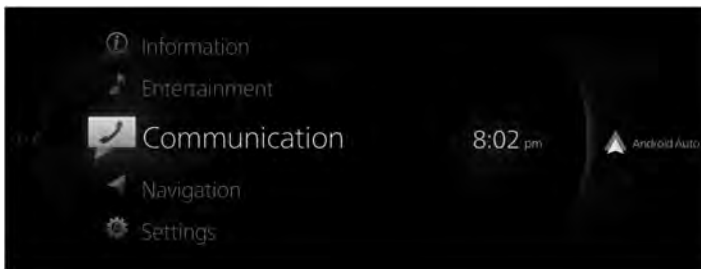 Information
Entertainment
Communication
8:02 pm
Android Auto
Navigation
Settings